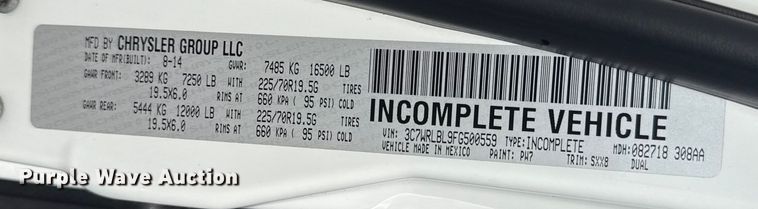 MFD BY CHRYSLER GROUP LLC
DATE OF MFR(BUILT): 8-14 GVWR: 7485 KG 16500 LB
GAWR FRONT: 3289 KG 7250 LB WITH 225/70R19.5G TIRES
19.5X6.0 RIMS AT 660 KPA ( 95 PSI) COLD
GAWR REAR: 5444 KG 12000 LB WITH 225/70R19.5G TIRES
19.5X6.0 RIMS AT 660 KPA ( 95 PSI) COLD
INCOMPLETE VEHICLE
VIN: 3C7WRLBL9FG500559 TYPE:INCOMPLETE MDH: 082718 308AA
VEHICLE MADE IN MEXICO PAINT: PW7 TRIM: SXX8 DUAL
Purple Wave Auction